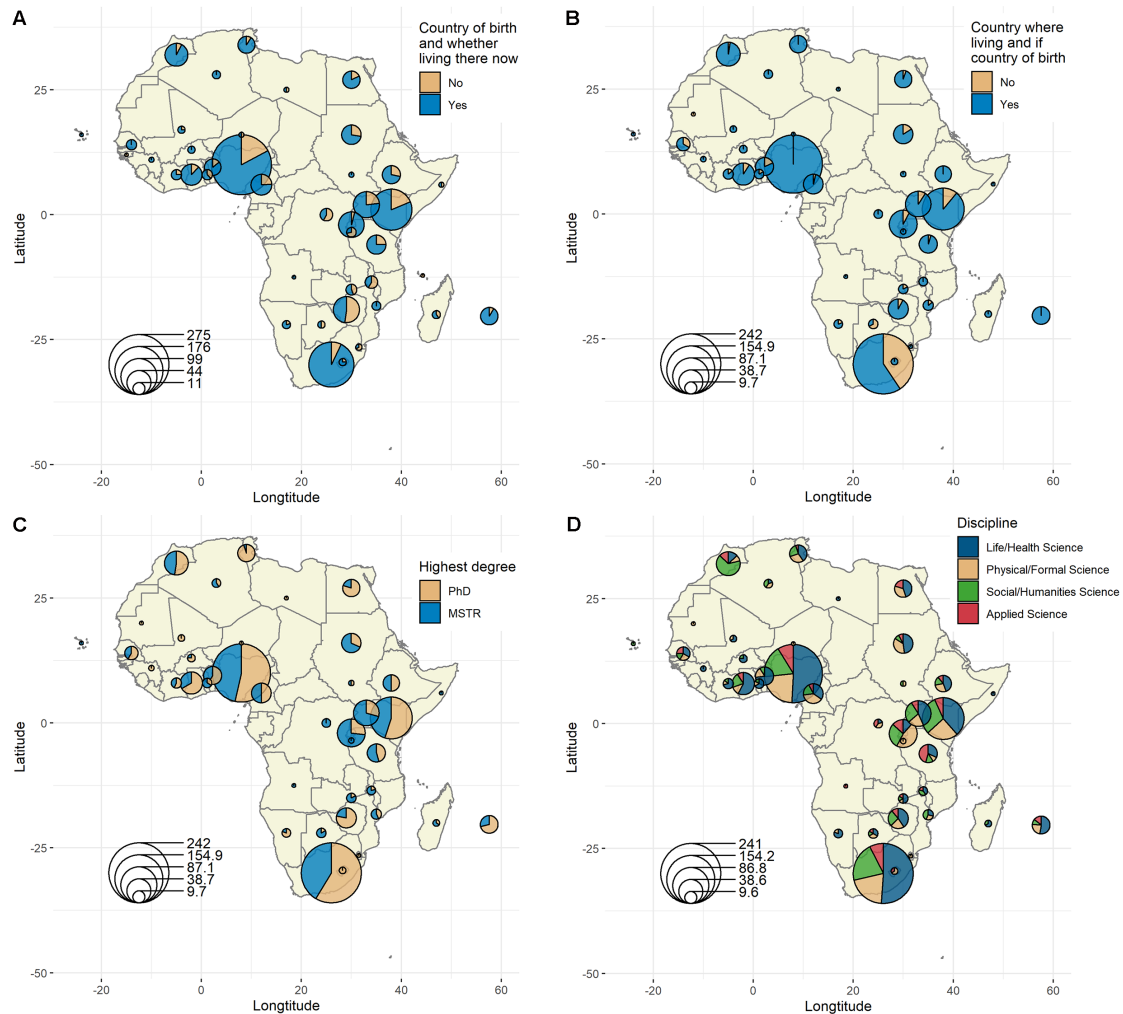 A
Country of birth
and whether
living there now
No
Yes
25
0
-25
-50
Latitude
275
176
99
44
11
-20
0
20
40
60
Longtitude
B
Country where
living and if
country of birth
No
Yes
25
0
-25
-50
Latitude
242
154.9
87.1
38.7
9.7
-20
0
20
40
60
Longtitude
C
Highest degree
PhD
MSTR
25
0
-25
-50
Latitude
242
154.9
87.1
38.7
9.7
-20
0
20
40
60
Longtitude
D
Discipline
Life/Health Science
Physical/Formal Science
Social/Humanities Science
Applied Science
25
0
-25
-50
Latitude
241
154.2
86.8
38.6
9.6
-20
0
20
40
60
Longtitude